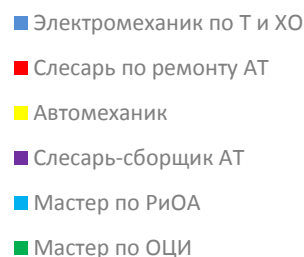 Электромеханик по Т и ХО
Слесарь по ремонту АТ
Автомеханик
Слесарь-сборщик АТ
Мастер по РиОА
Мастер по ОЦИ